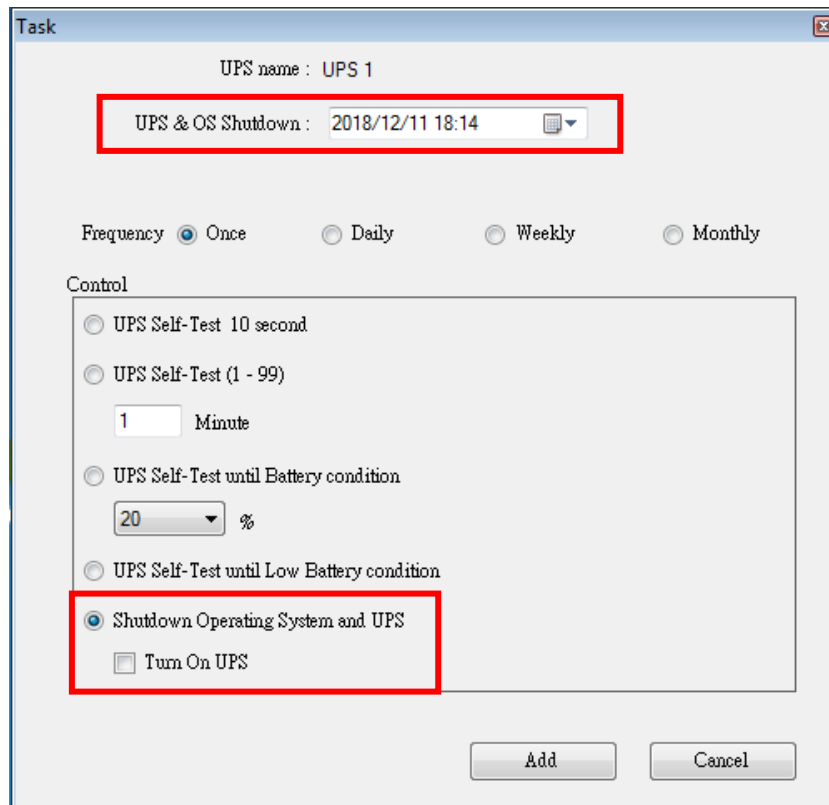 Task
UPS name : UPS 1
UPS & OS Shutdown : 2018/12/11 18:14
Frequency Once Daily Weekly Monthly
Control
UPS Self-Test 10 second
UPS Self-Test (1 - 99)
1 Minute
UPS Self-Test until Battery condition
20 %
UPS Self-Test until Low Battery condition
Shutdown Operating System and UPS
Turn On UPS
Add Cancel